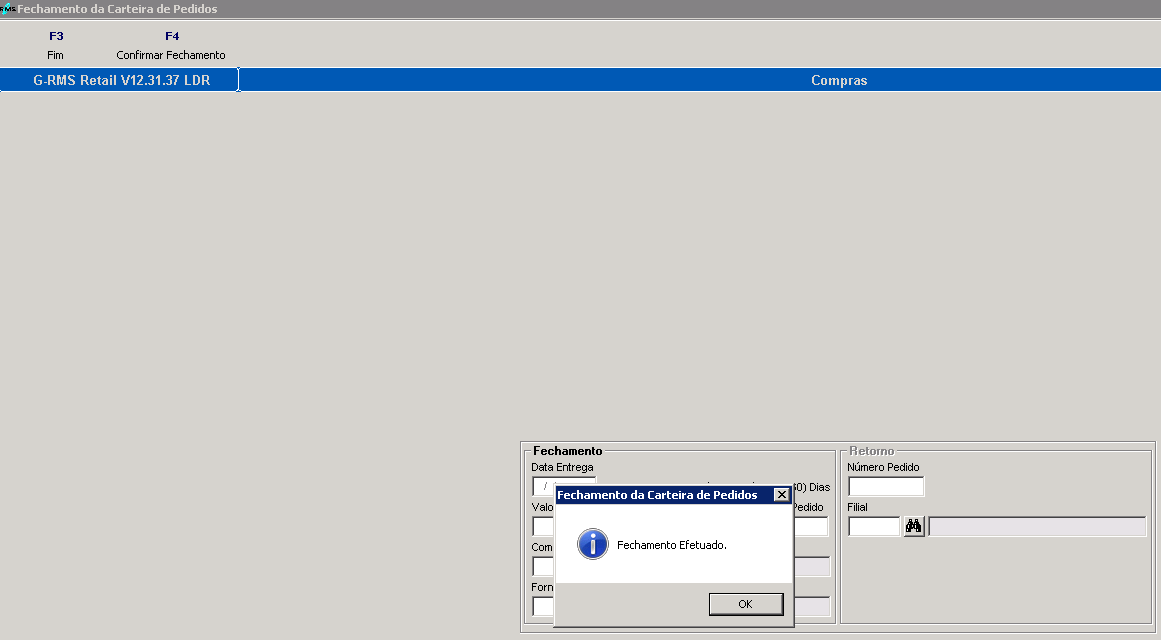 RMS Fechamento da Carteira de Pedidos
F3 F4
Fim Confirmar Fechamento
G-RMS Retail V12.31.37 LDR Compras
Fechamento
Data Entrega
/
0) Dias
Valo
Pedido
Com
Forn
Retorno
Número Pedido
Filial
Fechamento da Carteira de Pedidos
Fechamento Efetuado.
OK